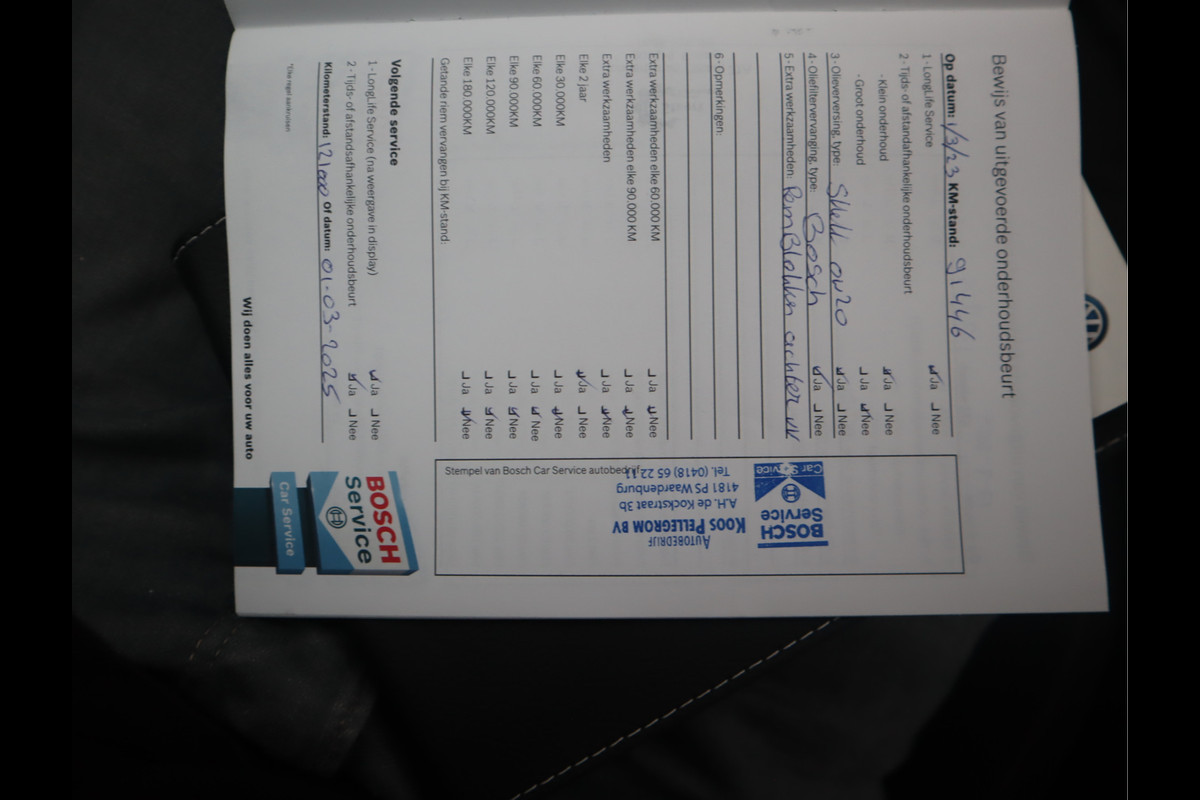 Bewijs van uitgevoerde onderhoudsbeurt
Op datum: 1/3/23 KM-stand: 91446
1 - LongLife Service Ja Nee
2 - Tijds- of afstandafhankelijke onderhoudsbeurt
- Klein onderhoud Ja Nee
- Groot onderhoud Ja Nee
3 - Olieverversing, type: Shell 0W20 Ja Nee
4 - Oliefiltervervanging, type: Bosch Ja Nee
5 - Extra werkzaamheden: RemBlokken achter VV
6 - Opmerkingen:
Extra werkzaamheden elke 60.000 KM Ja Nee
Extra werkzaamheden elke 90.000 KM Ja Nee
Extra werkzaamheden Ja Nee
Elke 2 jaar Ja Nee
Elke 30.000KM Ja Nee
Elke 60.000KM Ja Nee
Elke 90.000KM Ja Nee
Elke 120.000KM Ja Nee
Elke 180.000KM Ja Nee
Getande riem vervangen bij KM-stand:
Volgende service
1 - LongLife Service (na weergave in display) Ja Nee
2 - Tijds- of afstandsafhankelijke onderhoudsbeurt Ja Nee
Kilometerstand: 121000 Of datum: 01-03-2025
*Elke regel aankruisen
Wij doen alles voor uw auto
BOSCH
Service
Car Service
AUTOBEDRIJF
KOOS PELLEGROM BV
A.H. de Kockstraat 3b
4181 PS Waardenburg
Tel. (0418) 65 22 11
Stempel van Bosch Car Service autobedrijf
BOSCH
Service
Car Service